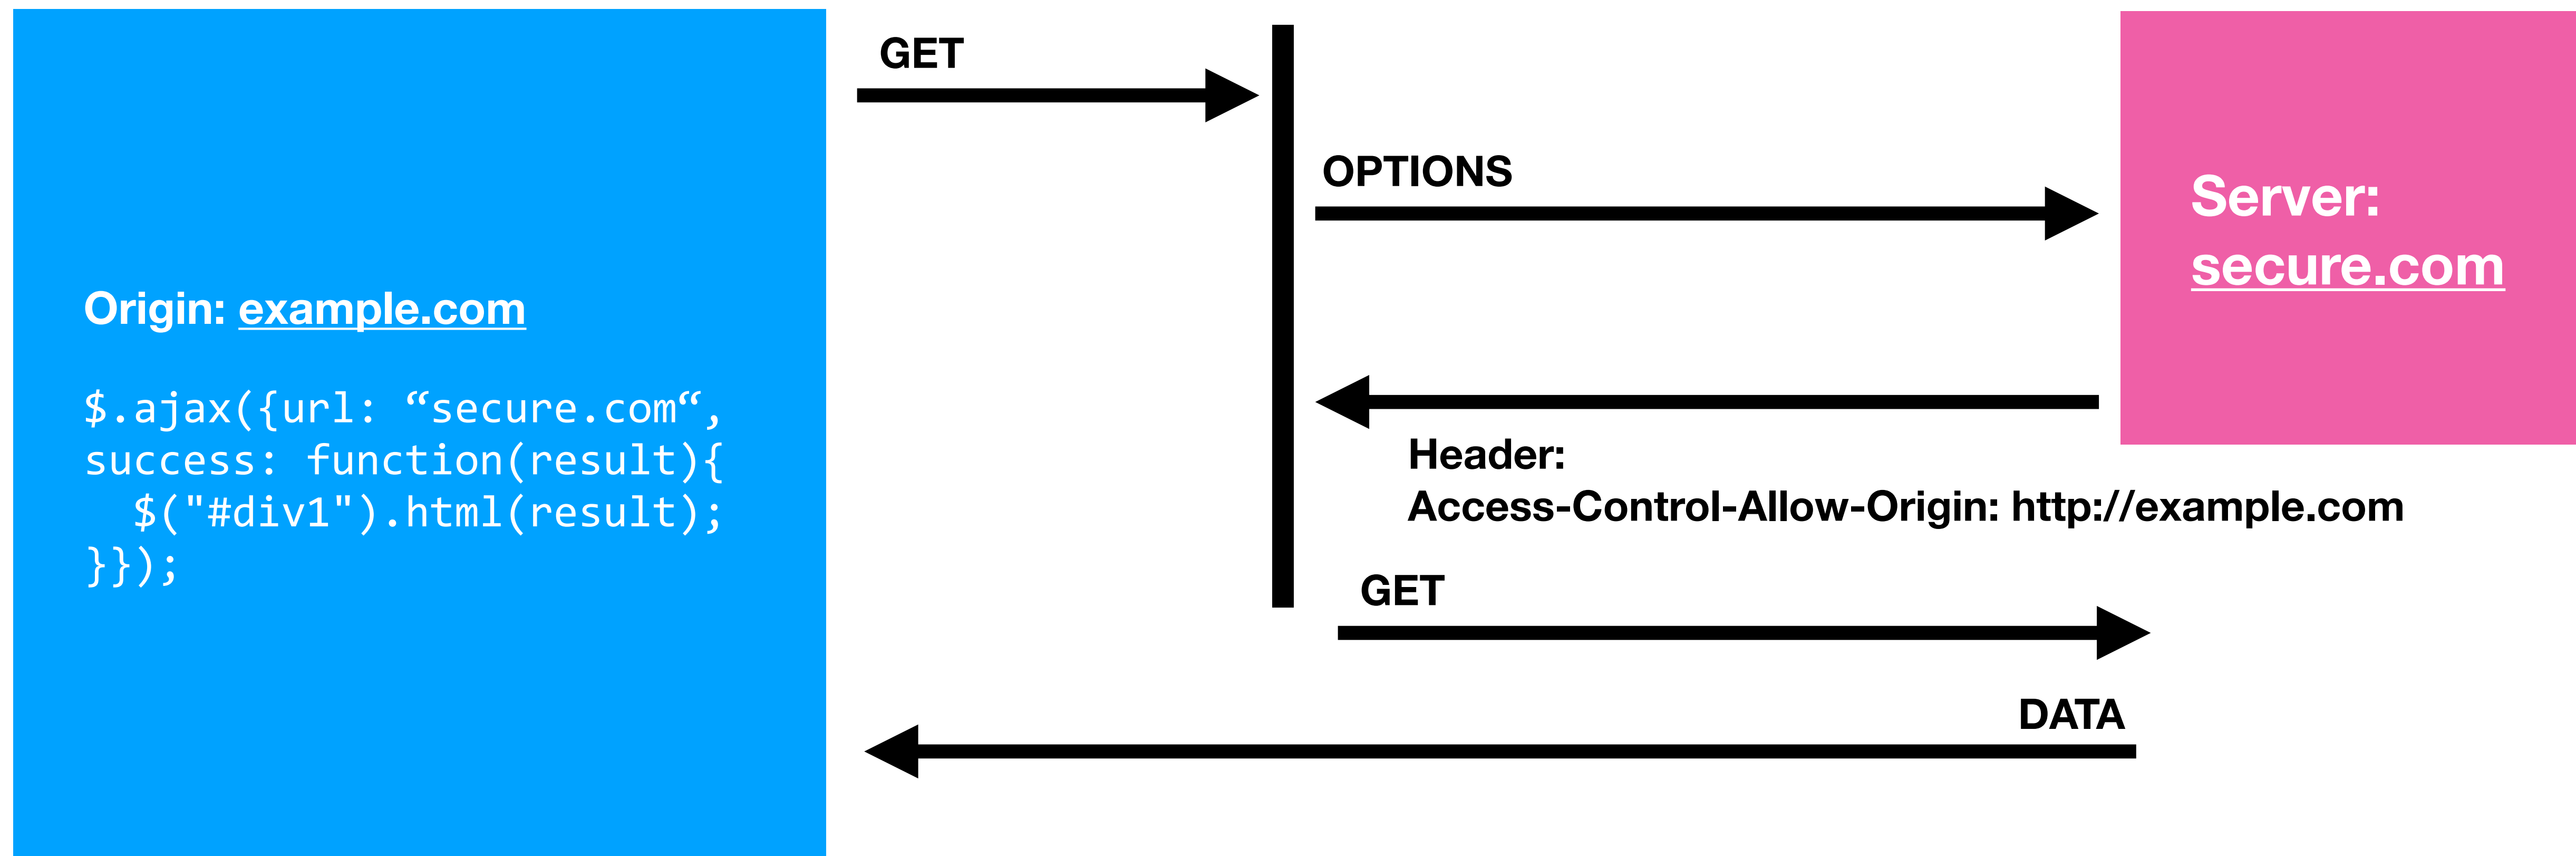 Origin: example.com
$.ajax({url: “secure.com“,
success: function(result){
  $("#div1").html(result);
}});
GET
OPTIONS
Server:
secure.com
Header:
Access-Control-Allow-Origin: http://example.com
GET
DATA